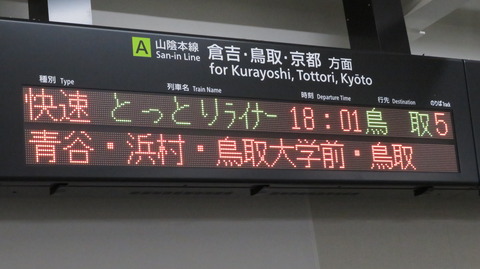 A 山陰本線 San-in Line 倉吉・鳥取・京都 方面
for Kurayoshi, Tottori, Kyōto
種別 Type 列車名 Train Name 時刻 Departure Time 行先 Destination のりば Track
快速 とっとりライナー 18:01 鳥取 5
青谷・浜村・鳥取大学前・鳥取